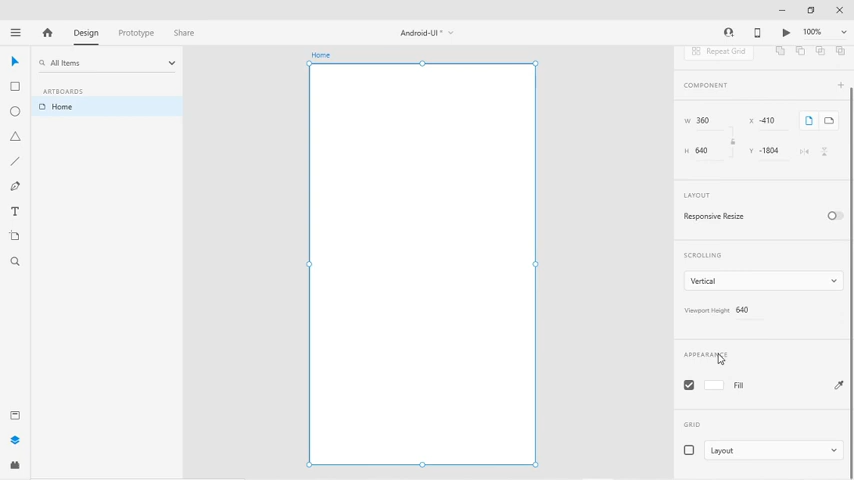 Design
Prototype
Share
Android-UI *
100%
All Items
ARTBOARDS
Home
Home
Repeat Grid
COMPONENT
W 360 X -410
H 640 Y -1804
LAYOUT
Responsive Resize
SCROLLING
Vertical
Viewport Height 640
APPEARANCE
Fill
GRID
Layout
T